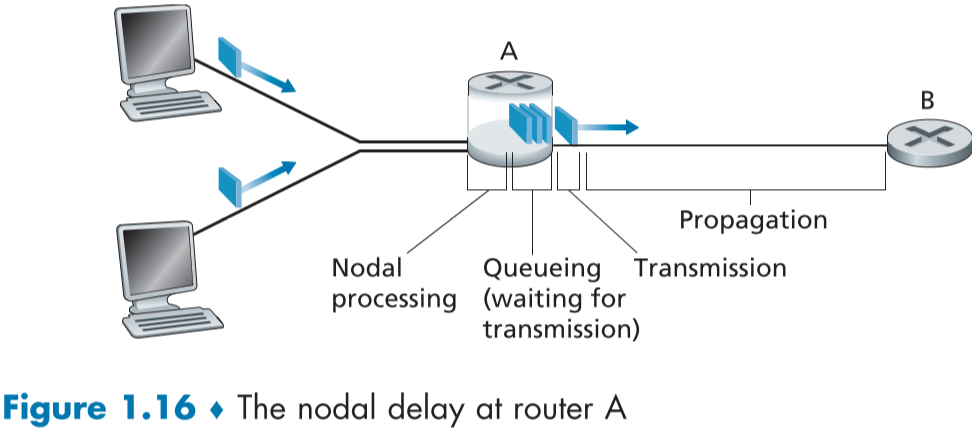 A
B
Propagation
Nodal
processing
Queueing
(waiting for
transmission)
Transmission
Figure 1.16 ♦ The nodal delay at router A